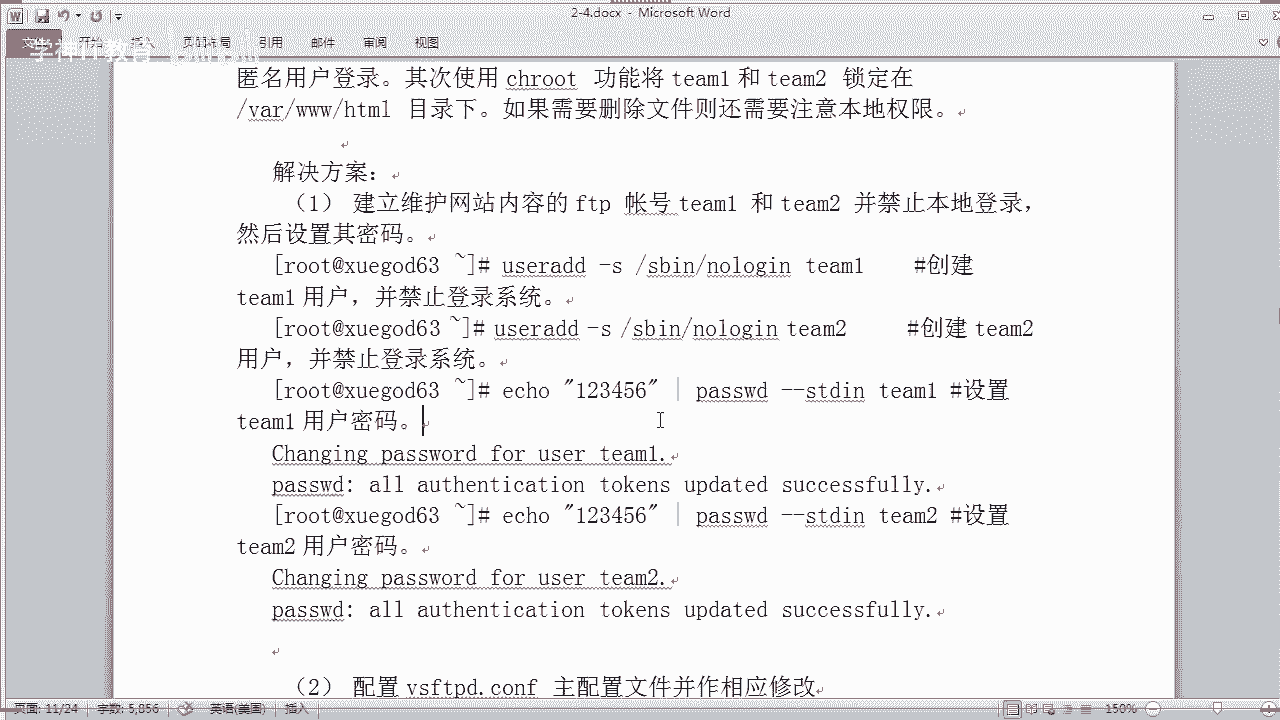 2-4.docx - Microsoft Word
文件 开始 插入 页面布局 引用 邮件 审阅 视图
学神IT教育
匿名用户登录。其次使用 chroot 功能将 team1 和 team2 锁定在
/var/www/html 目录下。如果需要删除文件则还需要注意本地权限。
解决方案：
（1） 建立维护网站内容的 ftp 帐号 team1 和 team2 并禁止本地登录，
然后设置其密码。
[root@xuegod63 ~]# useradd -s /sbin/nologin team1 #创建
team1 用户，并禁止登录系统。
[root@xuegod63 ~]# useradd -s /sbin/nologin team2 #创建 team2
用户，并禁止登录系统。
[root@xuegod63 ~]# echo "123456" | passwd --stdin team1 #设置
team1 用户密码。
Changing password for user team1.
passwd: all authentication tokens updated successfully.
[root@xuegod63 ~]# echo "123456" | passwd --stdin team2 #设置
team2 用户密码。
Changing password for user team2.
passwd: all authentication tokens updated successfully.
（2） 配置 vsftpd.conf 主配置文件并作相应修改
页面: 11/24 字数: 5,856 英语(美国) 插入 150%